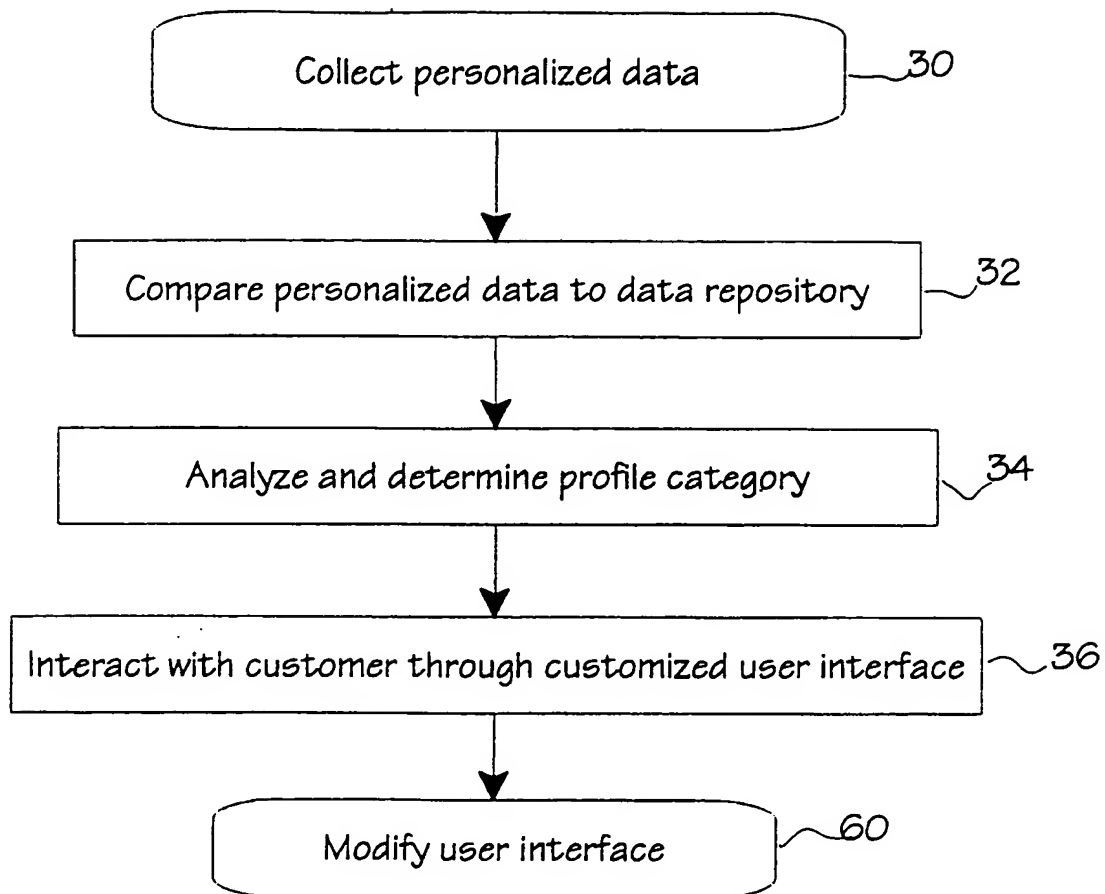 Collect personalized data 30
Compare personalized data to data repository 32
Analyze and determine profile category 34
Interact with customer through customized user interface 36
Modify user interface 60